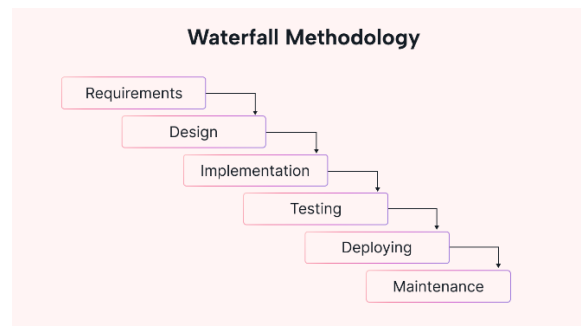 Waterfall Methodology
Requirements
Design
Implementation
Testing
Deploying
Maintenance